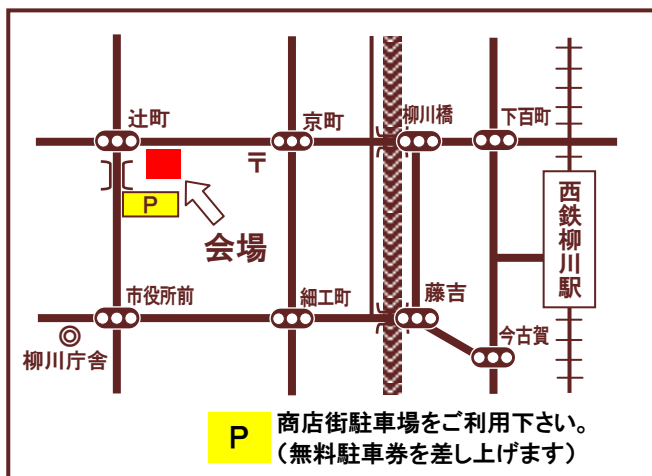 辻町
京町
柳川橋
下百町
〒
P
会場
西鉄柳川駅
市役所前
細工町
藤吉
今古賀
柳川庁舎
P
商店街駐車場をご利用下さい。
（無料駐車券を差し上げます）